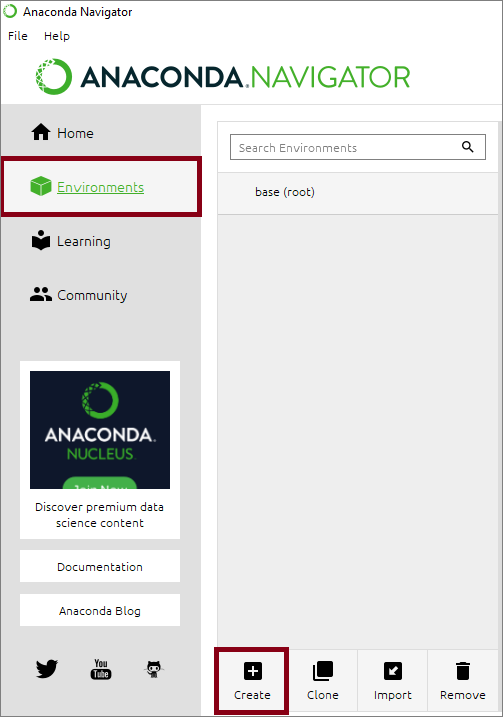 Anaconda Navigator
File Help
ANACONDA.NAVIGATOR
Home
Environments
Learning
Community
Search Environments
base (root)
ANACONDA.
NUCLEUS
Join Now
Discover premium data
science content
Documentation
Anaconda Blog
You
Tube
Create
Clone
Import
Remove